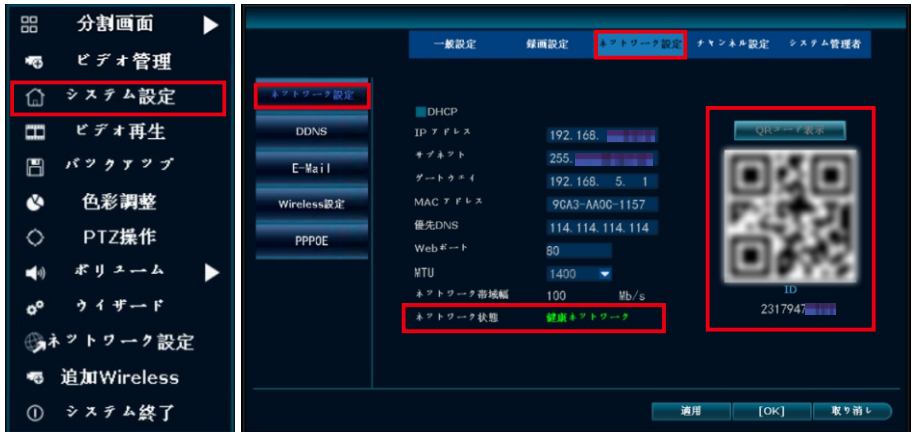 分割画面
ビデオ管理
システム設定
ビデオ再生
バックアップ
色彩調整
PTZ操作
ボリューム
ウイザード
ネットワーク設定
追加Wireless
システム終了
一般設定
録画設定
ネットワーク設定
チャンネル設定
システム管理者
ネットワーク設定
DDNS
E-Mail
Wireless設定
PPPOE
DHCP
IPアドレス 192.168.
サブネット 255.
ゲートウェイ 192.168. 5. 1
MACアドレス 9CA3-AA0C-1157
優先DNS 114.114.114.114
Webポート 80
MTU 1400
ネットワーク帯域幅 100 Mb/s
ネットワーク状態 健康ネットワーク
QRコード表示
ID
2317947
適用
[OK]
取り消し